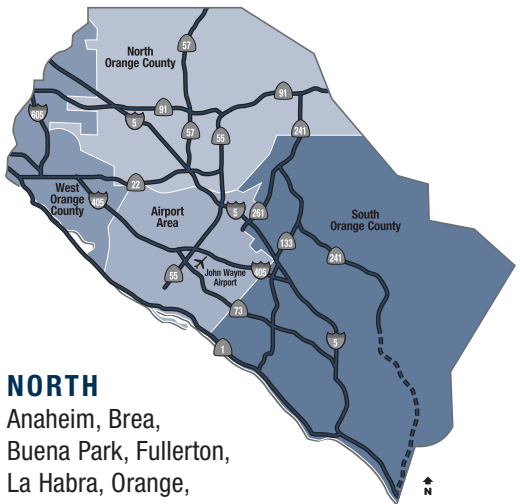 57
North
Orange County
91
91
605
5
57
55
241
22
West
Orange
County
405
Airport
Area
5
261
South
Orange County
133
241
55
John Wayne
Airport
405
73
5
1
NORTH
Anaheim, Brea,
Buena Park, Fullerton,
La Habra, Orange,
N